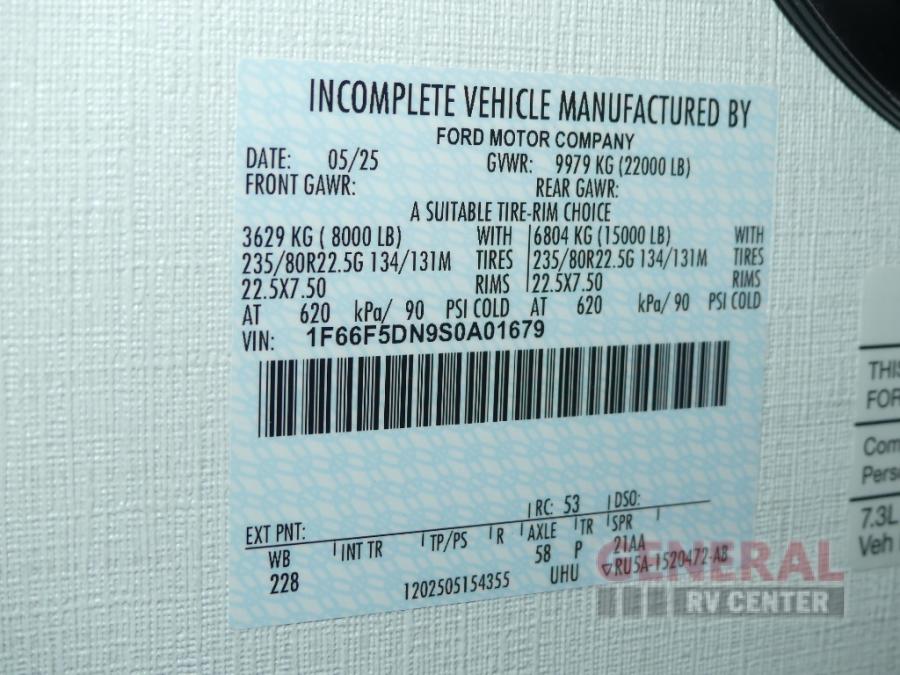 INCOMPLETE VEHICLE MANUFACTURED BY
FORD MOTOR COMPANY
DATE: 05/25 GVWR: 9979 KG (22000 LB)
FRONT GAWR: REAR GAWR:
A SUITABLE TIRE-RIM CHOICE
3629 KG ( 8000 LB) WITH 6804 KG (15000 LB) WITH
235/80R22.5G 134/131M TIRES 235/80R22.5G 134/131M TIRES
22.5X7.50 RIMS 22.5X7.50 RIMS
AT 620 kPa/ 90 PSI COLD AT 620 kPa/ 90 PSI COLD
VIN: 1F66F5DN9S0A01679
RC: 53 DSO:
EXT PNT:
WB INT TR TP/PS R AXLE TR SPR
228 58 P 21AA
1202505154355 UHU RU5A-1520472-AB
GENERAL
RV CENTER
THIS
FOR
Com
Pers
7.3L
Veh